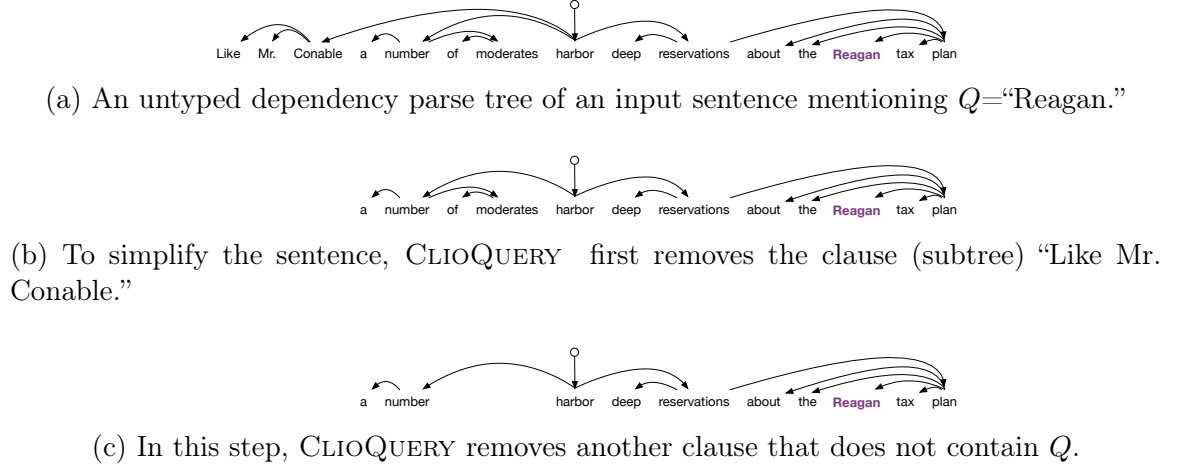 Like Mr. Conable a number of moderates harbor deep reservations about the Reagan tax plan
(a) An untyped dependency parse tree of an input sentence mentioning Q=“Reagan.”
a number of moderates harbor deep reservations about the Reagan tax plan
(b) To simplify the sentence, CLIOQUERY first removes the clause (subtree) “Like Mr.
Conable.”
a number harbor deep reservations about the Reagan tax plan
(c) In this step, CLIOQUERY removes another clause that does not contain Q.